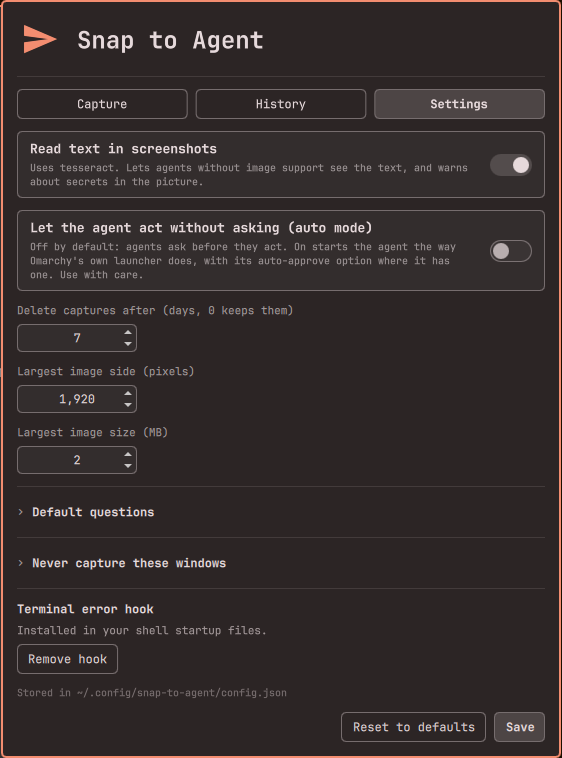 Snap to Agent
Capture
History
Settings
Read text in screenshots
Uses tesseract. Lets agents without image support see the text, and warns
about secrets in the picture.
Let the agent act without asking (auto mode)
Off by default: agents ask before they act. On starts the agent the way
Omarchy's own launcher does, with its auto-approve option where it has
one. Use with care.
Delete captures after (days, 0 keeps them)
7
Largest image side (pixels)
1,920
Largest image size (MB)
2
› Default questions
› Never capture these windows
Terminal error hook
Installed in your shell startup files.
Remove hook
Stored in ~/.config/snap-to-agent/config.json
Reset to defaults
Save